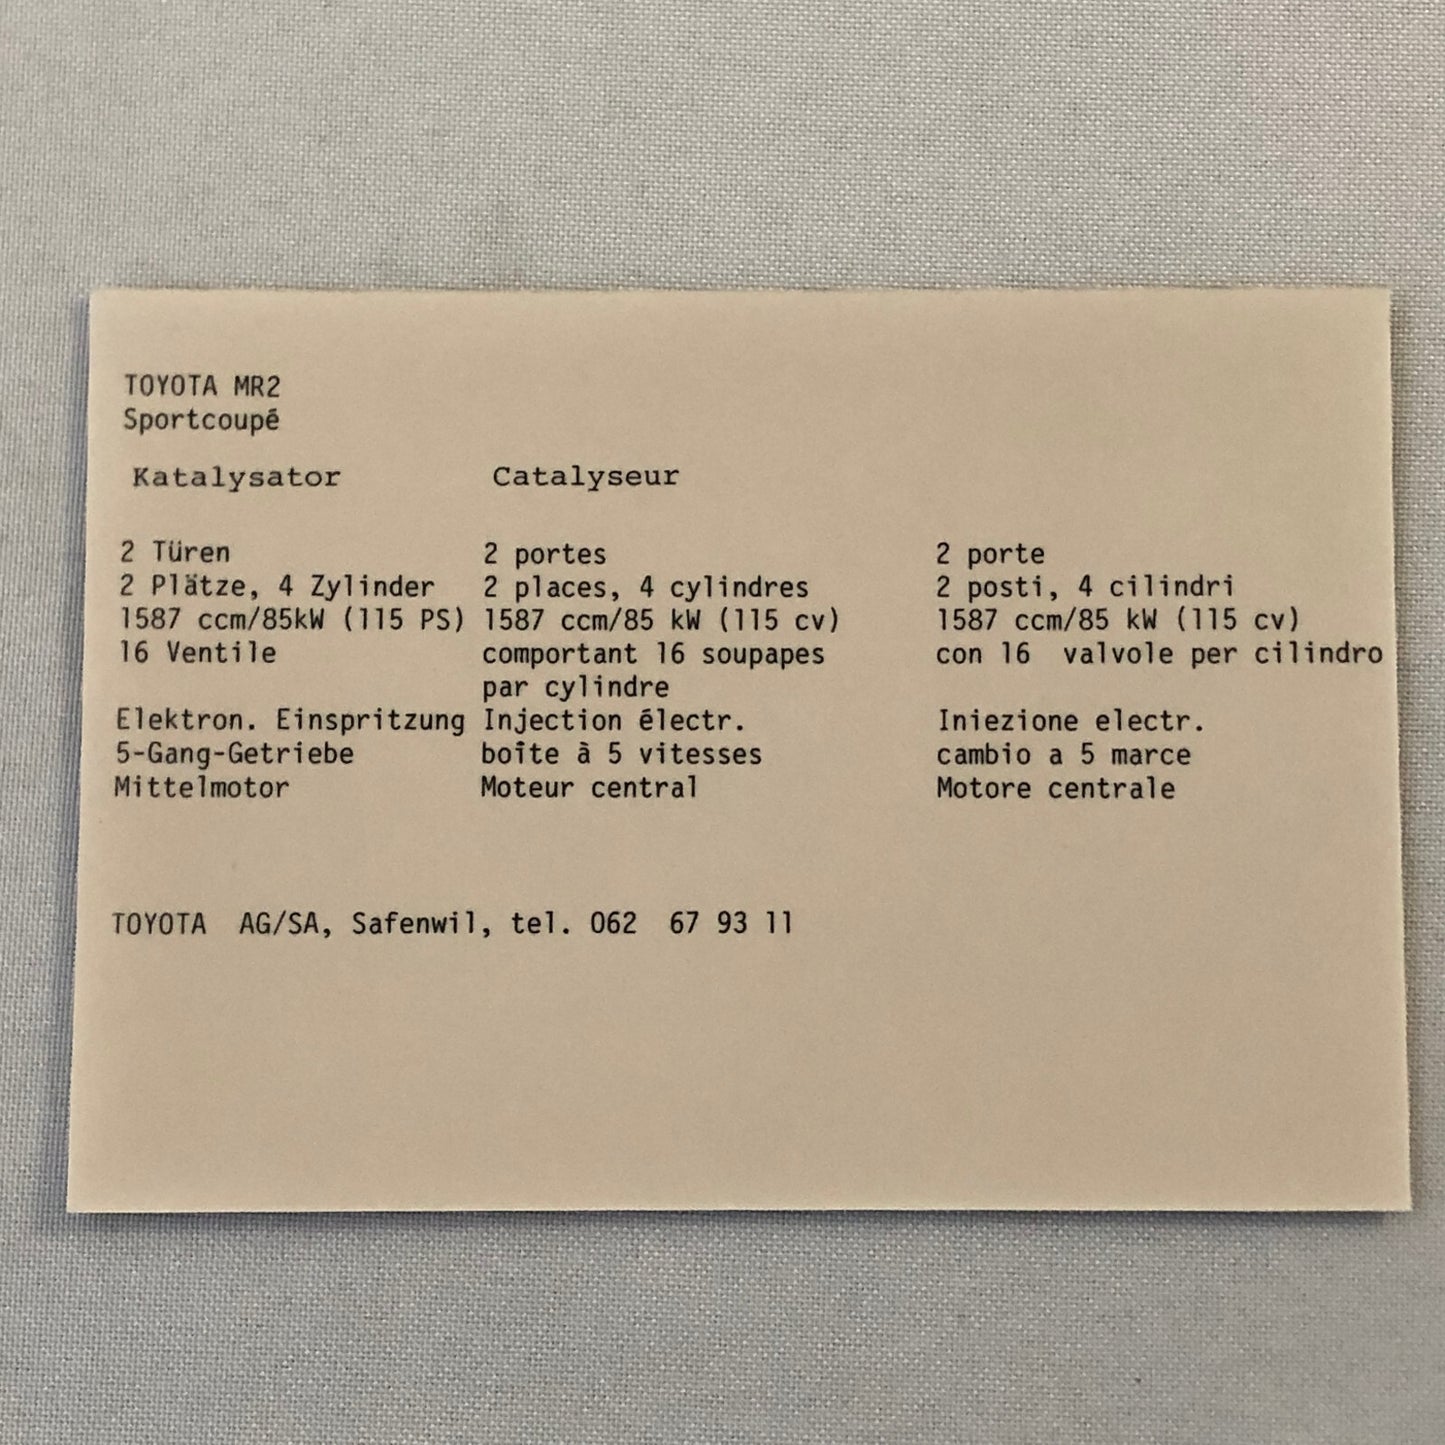 TOYOTA MR2
Sportcoupé
Katalysator Catalyseur
2 Türen 2 portes 2 porte
2 Plätze, 4 Zylinder 2 places, 4 cylindres 2 posti, 4 cilindri
1587 ccm/85kW (115 PS) 1587 ccm/85 kW (115 cv) 1587 ccm/85 kW (115 cv)
16 Ventile comportant 16 soupapes con 16 valvole per cilindro
par cylindre
Elektron. Einspritzung Injection électr. Iniezione electr.
5-Gang-Getriebe boîte à 5 vitesses cambio a 5 marce
Mittelmotor Moteur central Motore centrale
TOYOTA AG/SA, Safenwil, tel. 062 67 93 11